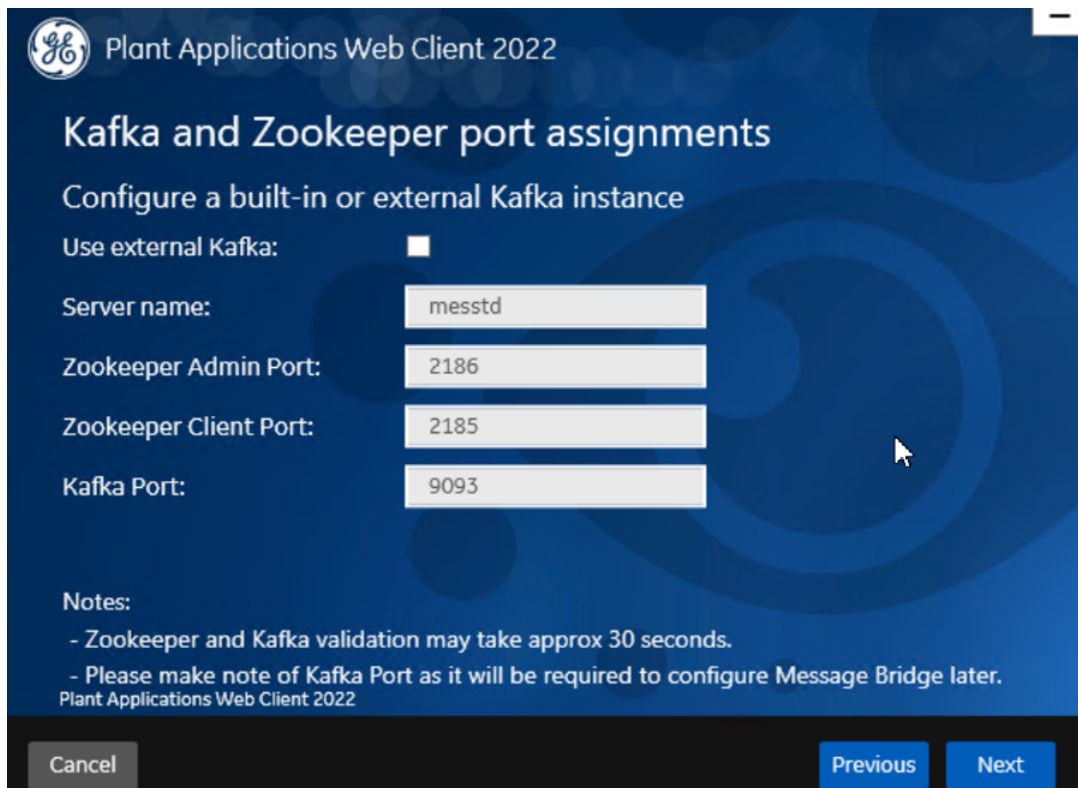 Plant Applications Web Client 2022
Kafka and Zookeeper port assignments
Configure a built-in or external Kafka instance
Use external Kafka:
Server name: messtd
Zookeeper Admin Port: 2186
Zookeeper Client Port: 2185
Kafka Port: 9093
Notes:
- Zookeeper and Kafka validation may take approx 30 seconds.
- Please make note of Kafka Port as it will be required to configure Message Bridge later.
Plant Applications Web Client 2022
Cancel Previous Next